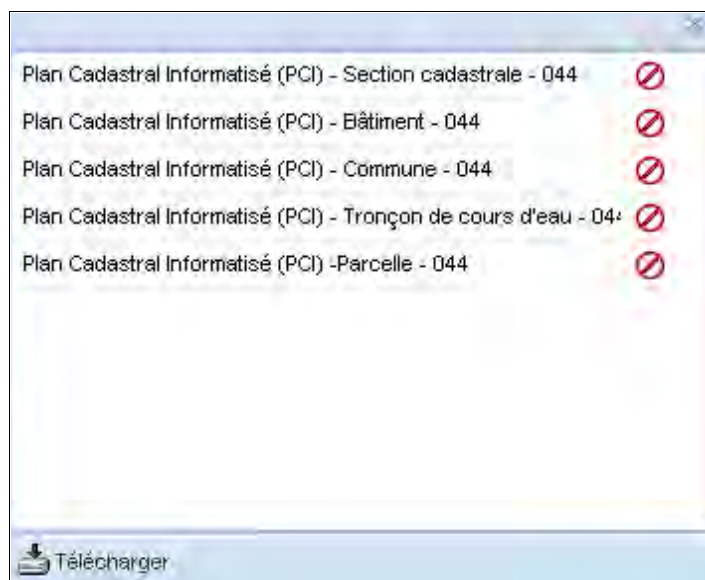 Plan Cadastral Informatisé (PCI) - Section cadastrale - 044
Plan Cadastral Informatisé (PCI) - Bâtiment - 044
Plan Cadastral Informatisé (PCI) - Commune - 044
Plan Cadastral Informatisé (PCI) - Tronçon de cours d'eau - 044
Plan Cadastral Informatisé (PCI) -Parcelle - 044
Télécharger